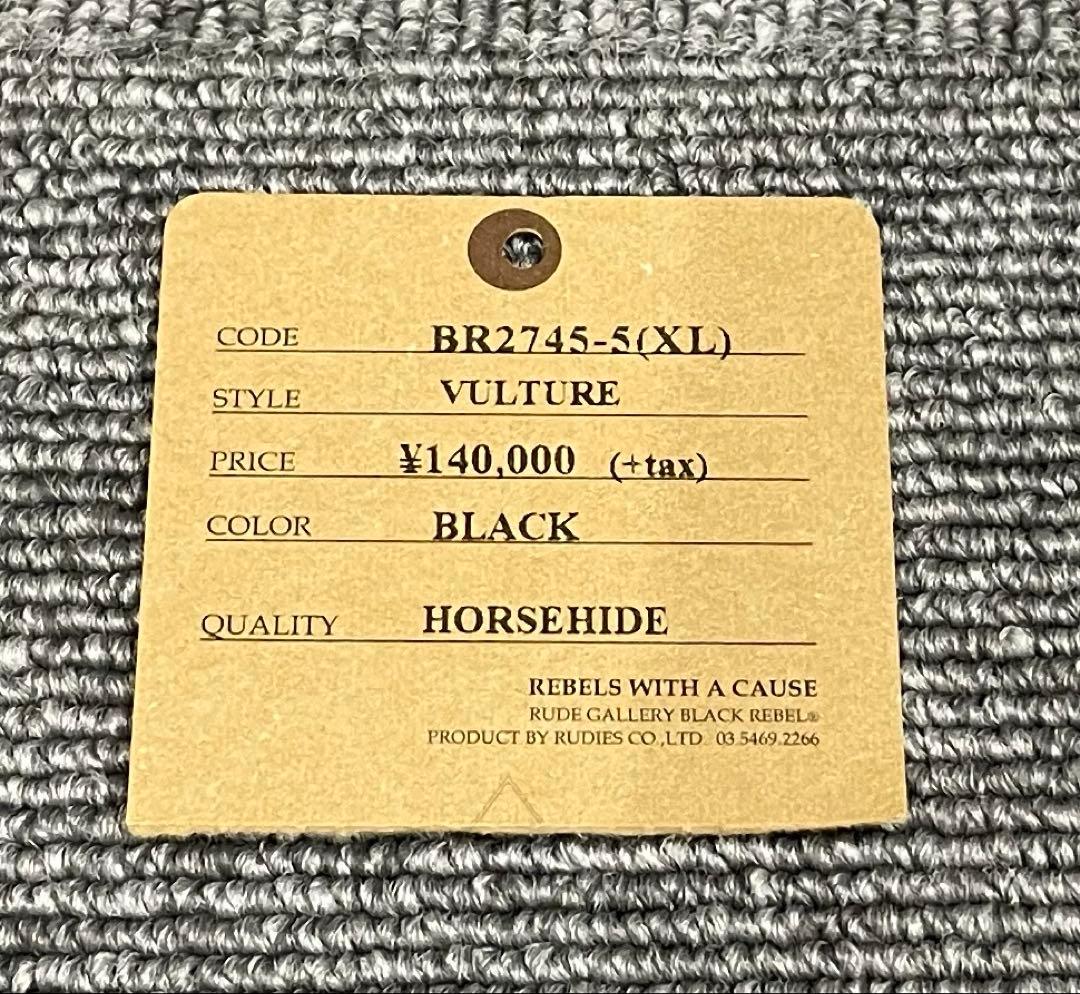 CODE BR2745-5(XL)
STYLE VULTURE
PRICE ¥140,000 (+tax)
COLOR BLACK
QUALITY HORSEHIDE
REBELS WITH A CAUSE
RUDE GALLERY BLACK REBEL®
PRODUCT BY RUDIES CO.,LTD. 03.5469.2266